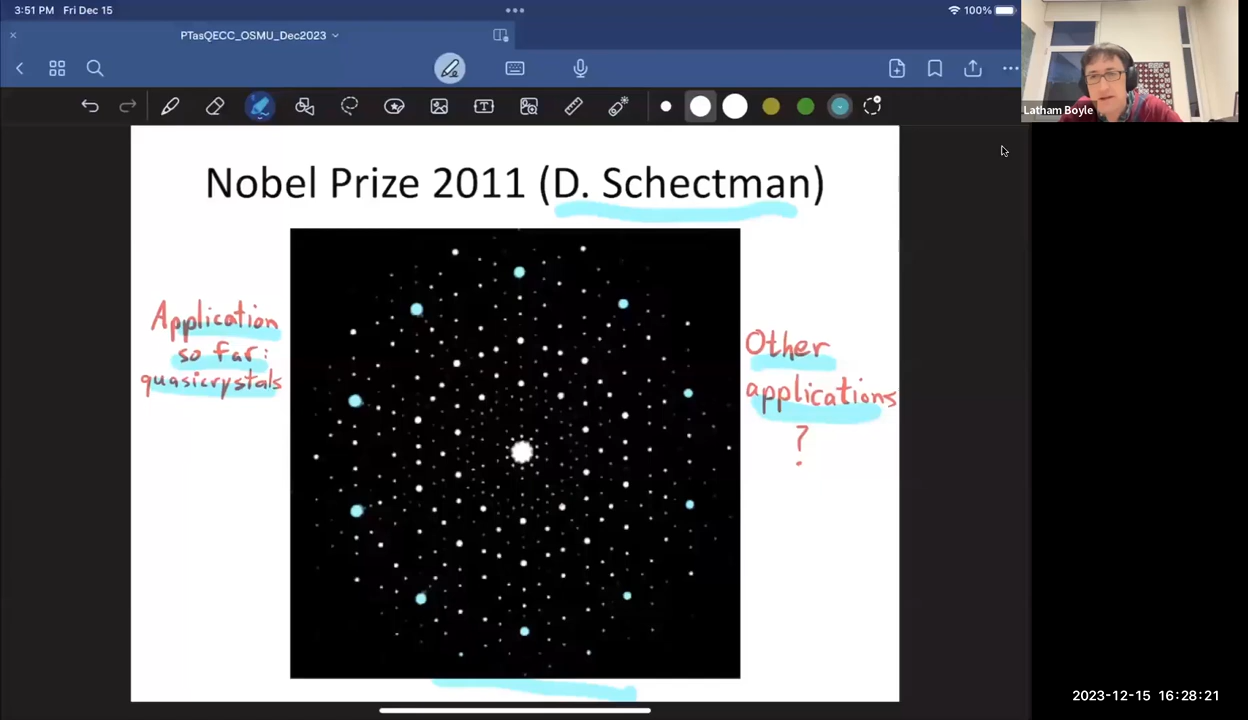 3:51 PM Fri Dec 15
100%
PTasQECC_OSMU_Dec2023
Latham Boyle
Nobel Prize 2011 (D. Schectman)
Application
so far:
quasicrystals
Other
applications
?
2023-12-15 16:28:21